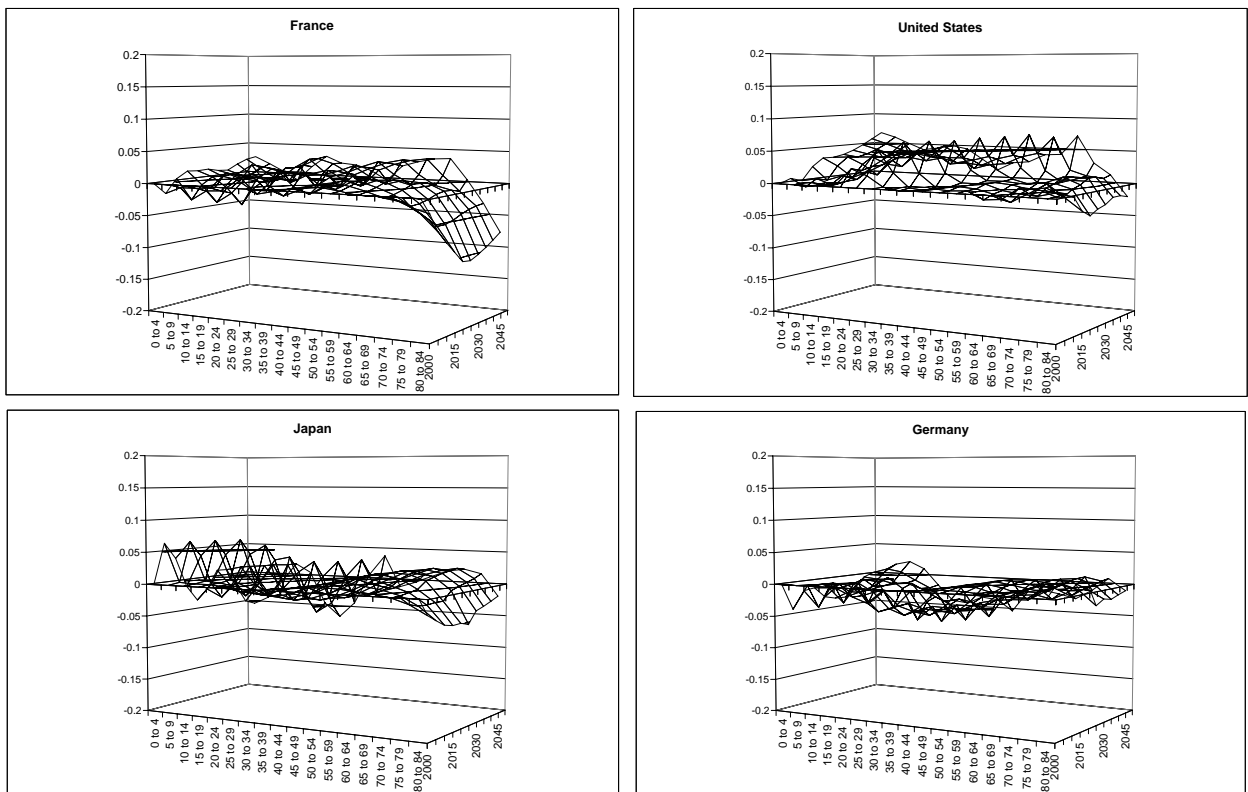 France
0.2
0.15
0.1
0.05
0
-0.05
-0.1
-0.15
-0.2
0 to 4
5 to 9
10 to 14
15 to 19
20 to 24
25 to 29
30 to 34
35 to 39
40 to 44
45 to 49
50 to 54
55 to 59
60 to 64
65 to 69
70 to 74
75 to 79
80 to 84
2000
2015
2030
2045
United States
0.2
0.15
0.1
0.05
0
-0.05
-0.1
-0.15
-0.2
0 to 4
5 to 9
10 to 14
15 to 19
20 to 24
25 to 29
30 to 34
35 to 39
40 to 44
45 to 49
50 to 54
55 to 59
60 to 64
65 to 69
70 to 74
75 to 79
80 to 84
2000
2015
2030
2045
Japan
0.2
0.15
0.1
0.05
0
-0.05
-0.1
-0.15
-0.2
0 to 4
5 to 9
10 to 14
15 to 19
20 to 24
25 to 29
30 to 34
35 to 39
40 to 44
45 to 49
50 to 54
55 to 59
60 to 64
65 to 69
70 to 74
75 to 79
80 to 84
2000
2015
2030
2045
Germany
0.2
0.15
0.1
0.05
0
-0.05
-0.1
-0.15
-0.2
0 to 4
5 to 9
10 to 14
15 to 19
20 to 24
25 to 29
30 to 34
35 to 39
40 to 44
45 to 49
50 to 54
55 to 59
60 to 64
65 to 69
70 to 74
75 to 79
80 to 84
2000
2015
2030
2045